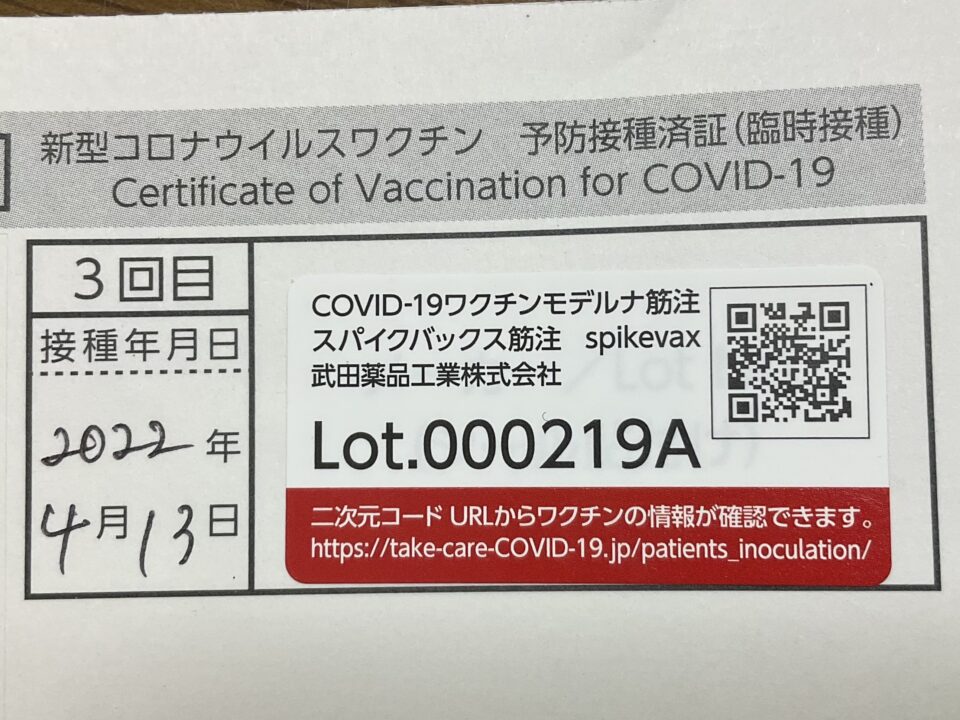 新型コロナウイルスワクチン　予防接種済証（臨時接種）
Certificate of Vaccination for COVID-19
３回目
接種年月日
2022年
4月13日
COVID-19ワクチンモデルナ筋注
スパイクバックス筋注　spikevax
武田薬品工業株式会社
Lot.000219A
二次元コード URLからワクチンの情報が確認できます。
https://take-care-COVID-19.jp/patients_inoculation/